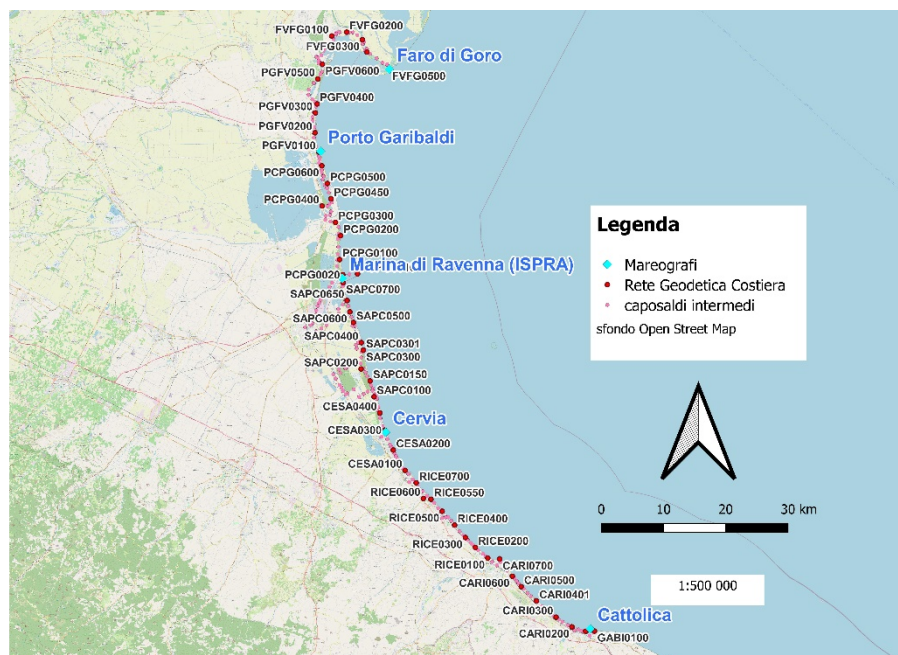 FVFG0100
FVFG0200
FVFG0300
Faro di Goro
FVFG0500
PGFV0500
PGFV0600
PGFV0400
PGFV0300
PGFV0200
Porto Garibaldi
PGFV0100
PCPG0600
PCPG0500
PCPG0450
PCPG0400
PCPG0300
PCPG0200
PCPG0100
Marina di Ravenna (ISPRA)
PCPG0020
SAPC0700
SAPC0650
SAPC0600
SAPC0500
SAPC0400
SAPC0301
SAPC0300
SAPC0200
SAPC0150
SAPC0100
CESA0400
Cervia
CESA0300
CESA0200
CESA0100
RICE0700
RICE0600
RICE0550
RICE0500
RICE0400
RICE0300
RICE0200
RICE0100
CARI0700
CARI0600
CARI0500
CARI0401
CARI0300
Cattolica
CARI0200
GABI0100
Legenda
Mareografi
Rete Geodetica Costiera
caposaldi intermedi
sfondo Open Street Map
0 10 20 30 km
1:500 000